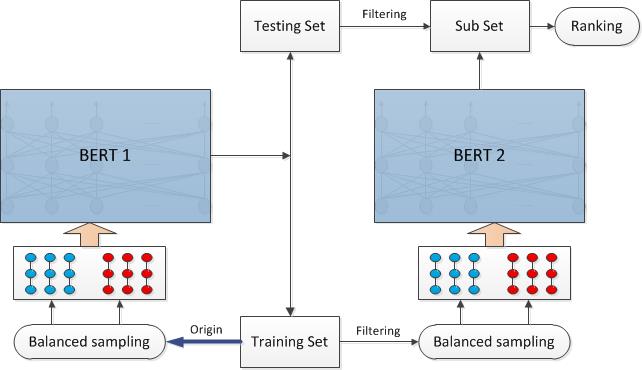 Testing Set
Filtering
Sub Set
Ranking
BERT 1
BERT 2
Balanced sampling
Origin
Training Set
Filtering
Balanced sampling